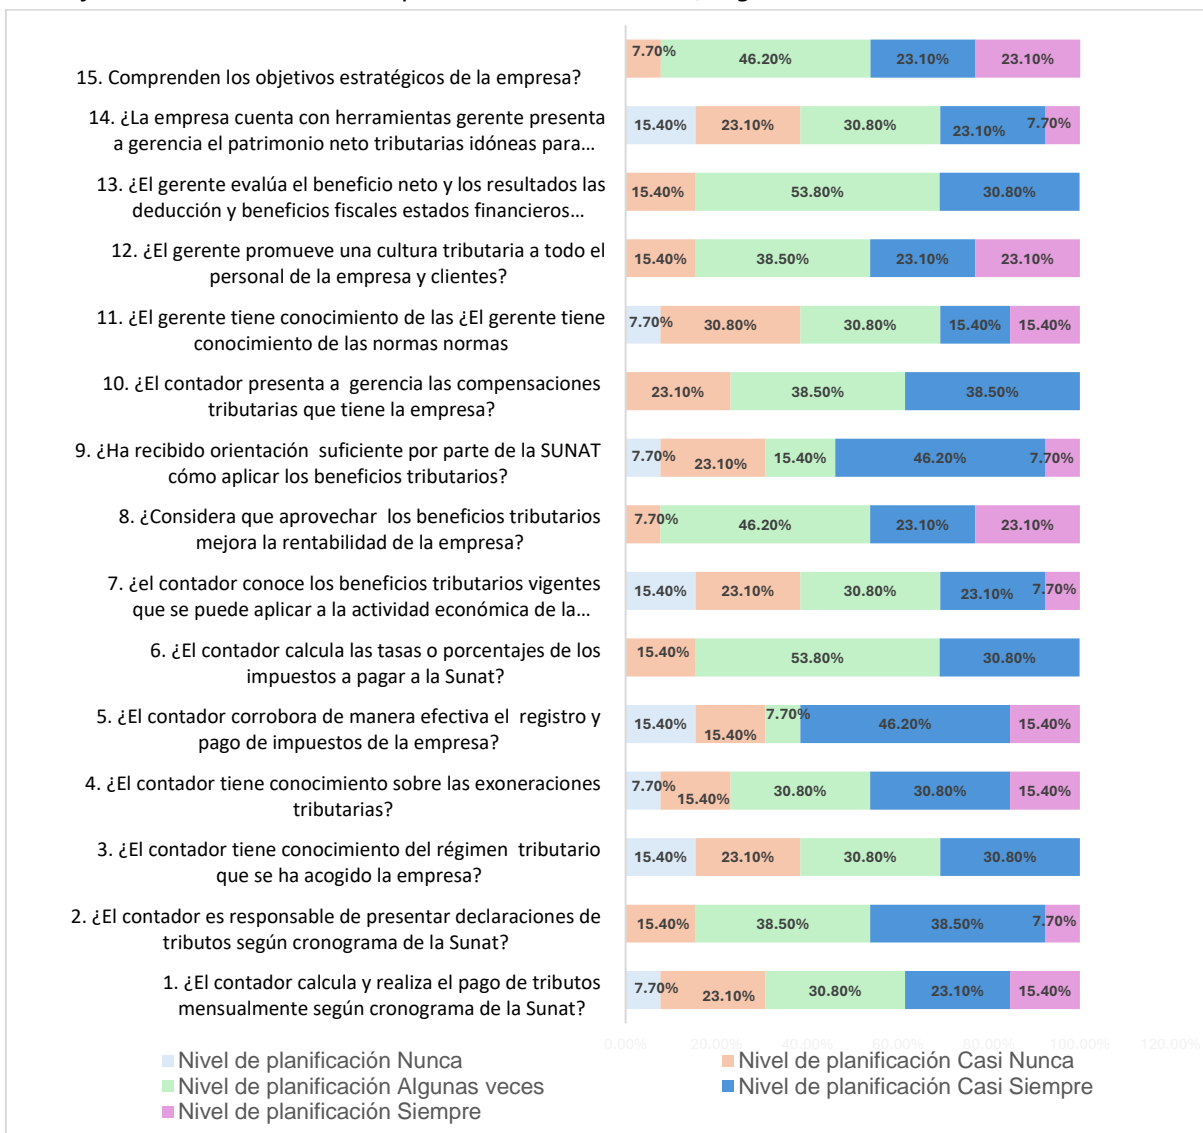 15. Comprenden los objetivos estratégicos de la empresa?
7.70% 46.20% 23.10% 23.10%
14. ¿La empresa cuenta con herramientas gerente presenta
a gerencia el patrimonio neto tributarias idóneas para...
15.40% 23.10% 30.80% 23.10% 7.70%
13. ¿El gerente evalúa el beneficio neto y los resultados las
deducción y beneficios fiscales estados financieros...
15.40% 53.80% 30.80%
12. ¿El gerente promueve una cultura tributaria a todo el
personal de la empresa y clientes?
15.40% 38.50% 23.10% 23.10%
11. ¿El gerente tiene conocimiento de las ¿El gerente tiene
conocimiento de las normas normas
7.70% 30.80% 30.80% 15.40% 15.40%
10. ¿El contador presenta a gerencia las compensaciones
tributarias que tiene la empresa?
23.10% 38.50% 38.50%
9. ¿Ha recibido orientación suficiente por parte de la SUNAT
cómo aplicar los beneficios tributarios?
7.70% 23.10% 15.40% 46.20% 7.70%
8. ¿Considera que aprovechar los beneficios tributarios
mejora la rentabilidad de la empresa?
7.70% 46.20% 23.10% 23.10%
7. ¿el contador conoce los beneficios tributarios vigentes
que se puede aplicar a la actividad económica de la...
15.40% 23.10% 30.80% 23.10% 7.70%
6. ¿El contador calcula las tasas o porcentajes de los
impuestos a pagar a la Sunat?
15.40% 53.80% 30.80%
5. ¿El contador corrobora de manera efectiva el registro y
pago de impuestos de la empresa?
15.40% 15.40% 7.70% 46.20% 15.40%
4. ¿El contador tiene conocimiento sobre las exoneraciones
tributarias?
7.70% 15.40% 30.80% 30.80% 15.40%
3. ¿El contador tiene conocimiento del régimen tributario
que se ha acogido la empresa?
15.40% 23.10% 30.80% 30.80%
2. ¿El contador es responsable de presentar declaraciones de
tributos según cronograma de la Sunat?
15.40% 38.50% 38.50% 7.70%
1. ¿El contador calcula y realiza el pago de tributos
mensualmente según cronograma de la Sunat?
7.70% 23.10% 30.80% 23.10% 15.40%
0.00% 20.00% 40.00% 60.00% 80.00% 100.00% 120.00%
Nivel de planificación Nunca
Nivel de planificación Casi Nunca
Nivel de planificación Algunas veces
Nivel de planificación Casi Siempre
Nivel de planificación Siempre